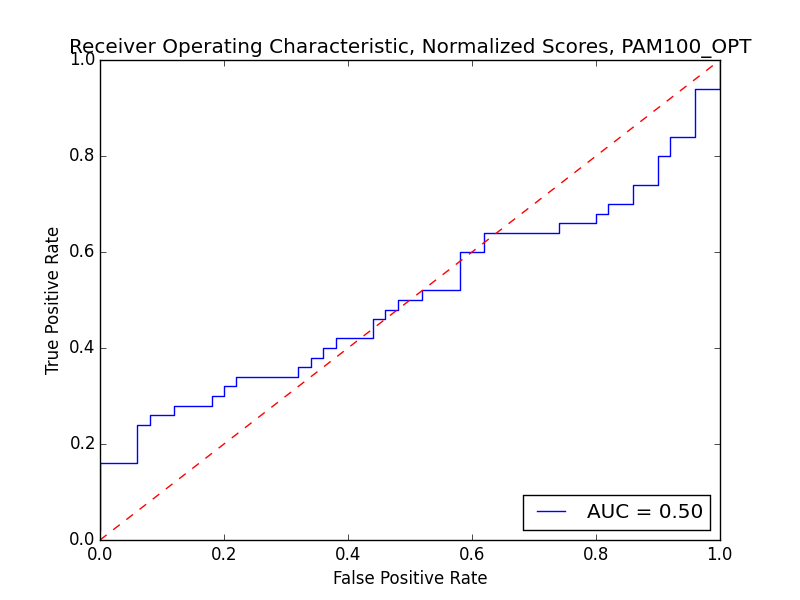 Receiver Operating Characteristic, Normalized Scores, PAM100_OPT
1.0
0.8
0.6
0.4
0.2
0.0
True Positive Rate
AUC = 0.50
0.0 0.2 0.4 0.6 0.8 1.0
False Positive Rate